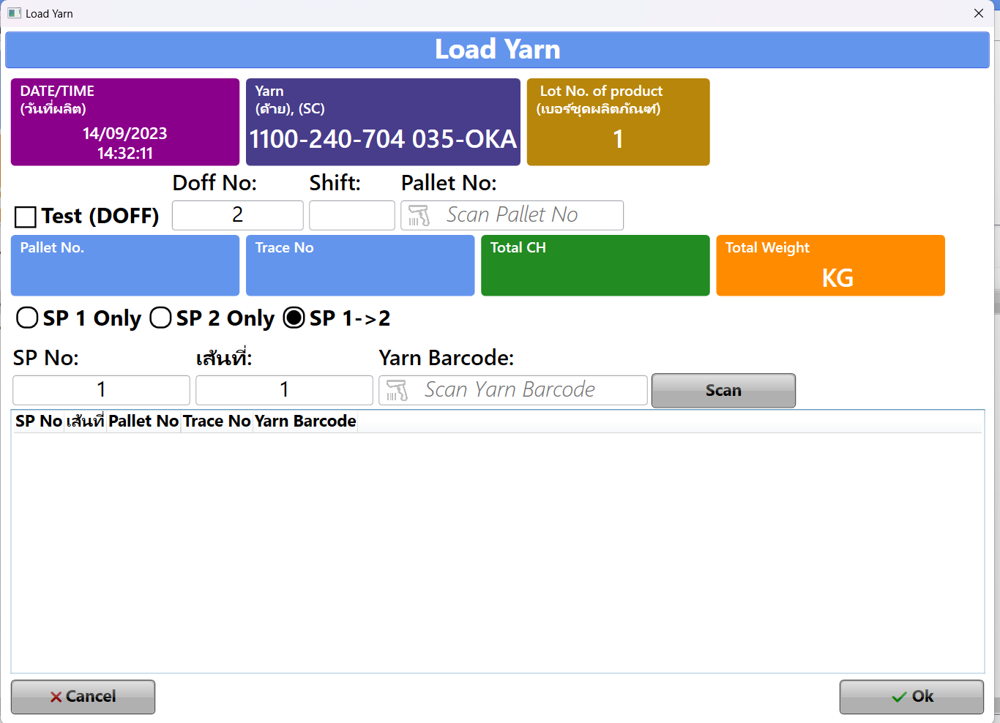 Load Yarn
Load Yarn
DATE/TIME
(วันที่ผลิต)
14/09/2023
14:32:11
Yarn
(ด้าย), (SC)
1100-240-704 035-OKA
Lot No. of product
(เบอร์ชุดผลิตภัณฑ์)
1
Doff No:
Shift:
Pallet No:
Test (DOFF)
2
Scan Pallet No
Pallet No.
Trace No
Total CH
Total Weight
KG
SP 1 Only
SP 2 Only
SP 1->2
SP No:
เส้นที่:
Yarn Barcode:
1
1
Scan Yarn Barcode
Scan
SP No เส้นที่ Pallet No Trace No Yarn Barcode
Cancel
Ok